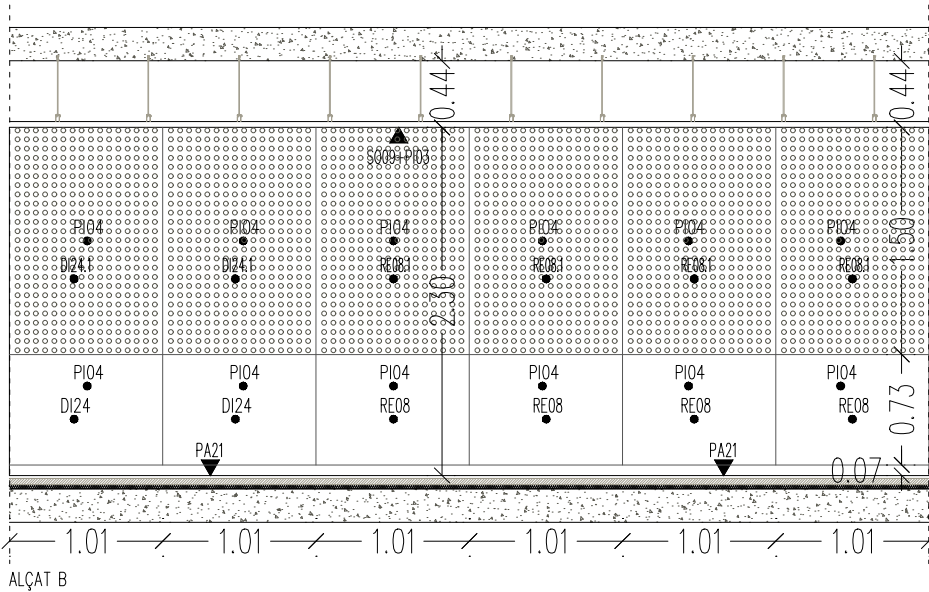 0.44
0.44
SO09+PI03
PI04
PI04
PI04
PI04
PI04
PI04
DI24.1
DI24.1
RE08.1
RE08.1
RE08.1
RE08.1
1.50
2.30
PI04
PI04
PI04
PI04
PI04
PI04
DI24
DI24
RE08
RE08
RE08
RE08
0.73
PA21
PA21
0.07
1.01
1.01
1.01
1.01
1.01
1.01
ALÇAT B